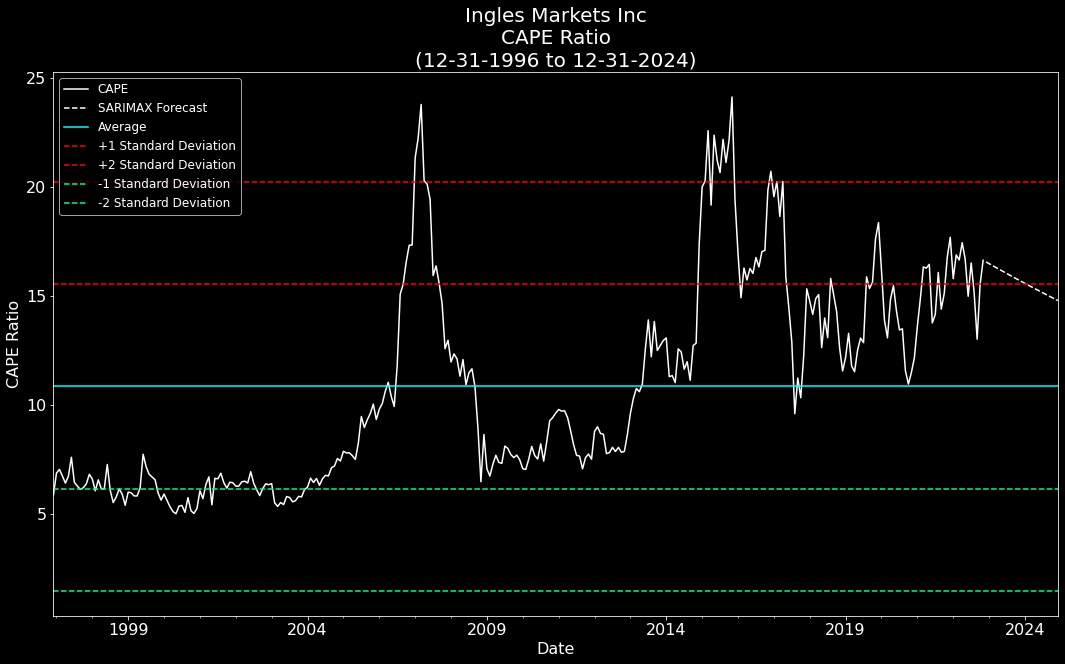 Ingles Markets Inc
CAPE Ratio
(12-31-1996 to 12-31-2024)
CAPE
SARIMAX Forecast
Average
+1 Standard Deviation
+2 Standard Deviation
-1 Standard Deviation
-2 Standard Deviation
25
20
15
10
5
CAPE Ratio
1999
2004
2009
2014
2019
2024
Date